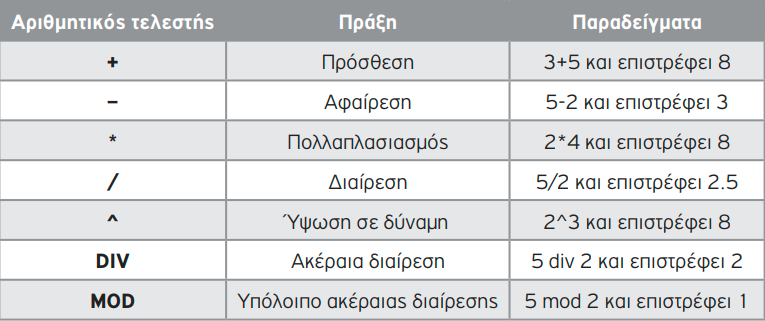 Αριθμητικός τελεστής Πράξη Παραδείγματα
+ Πρόσθεση 3+5 και επιστρέφει 8
– Αφαίρεση 5-2 και επιστρέφει 3
* Πολλαπλασιασμός 2*4 και επιστρέφει 8
/ Διαίρεση 5/2 και επιστρέφει 2.5
^ Ύψωση σε δύναμη 2^3 και επιστρέφει 8
DIV Ακέραια διαίρεση 5 div 2 και επιστρέφει 2
MOD Υπόλοιπο ακέραιας διαίρεσης 5 mod 2 και επιστρέφει 1